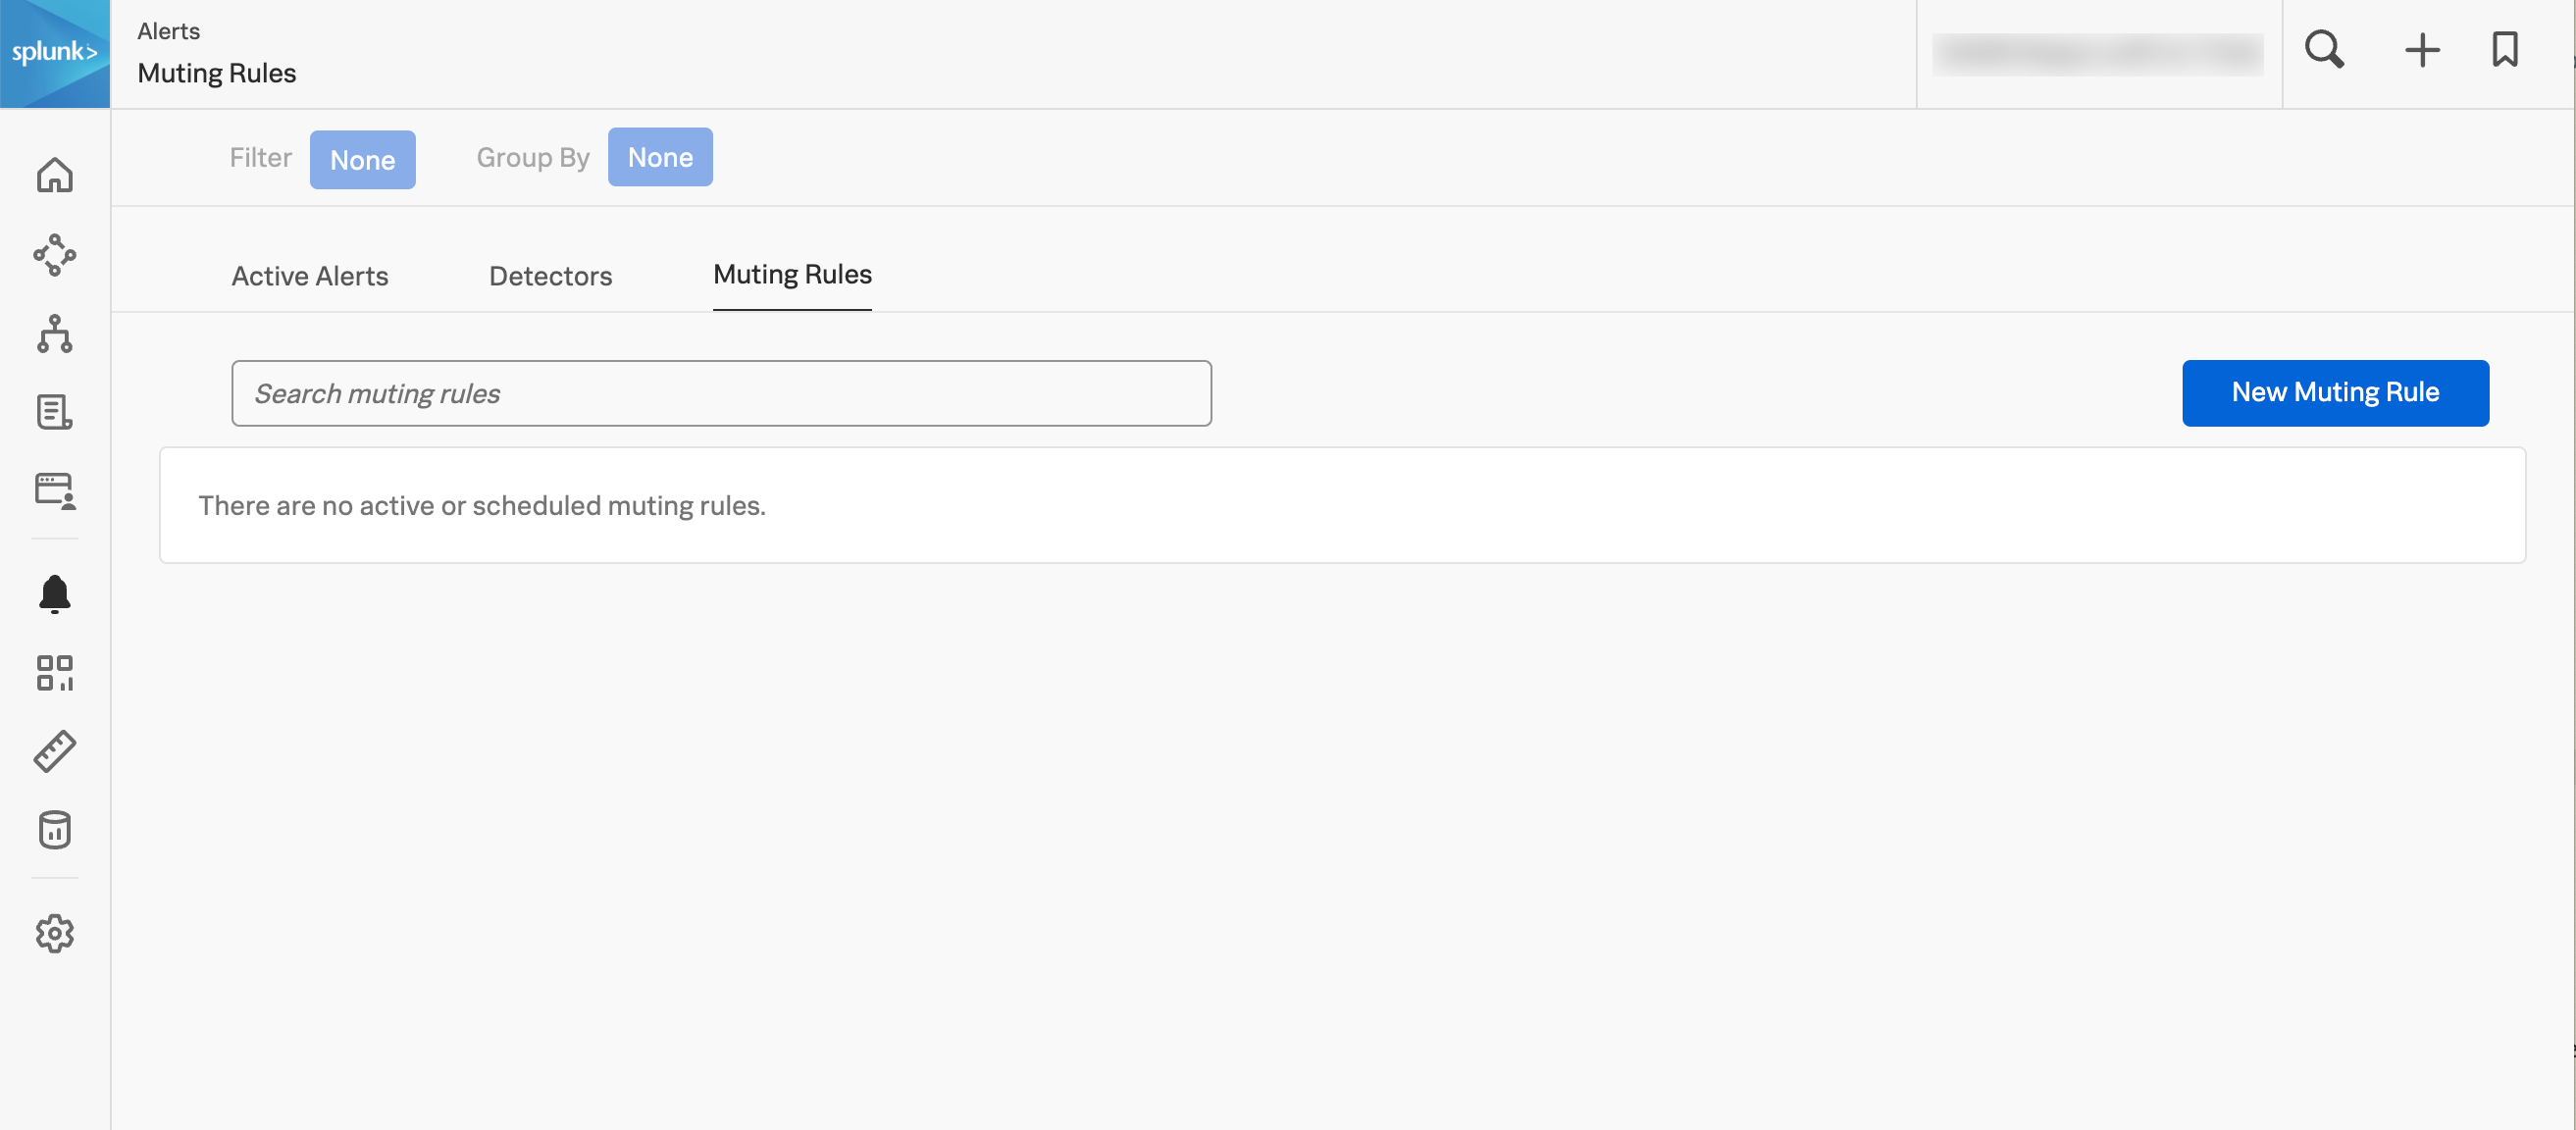 splunk>
Alerts
Muting Rules
Filter None Group By None
Active Alerts Detectors Muting Rules
Search muting rules
New Muting Rule
There are no active or scheduled muting rules.